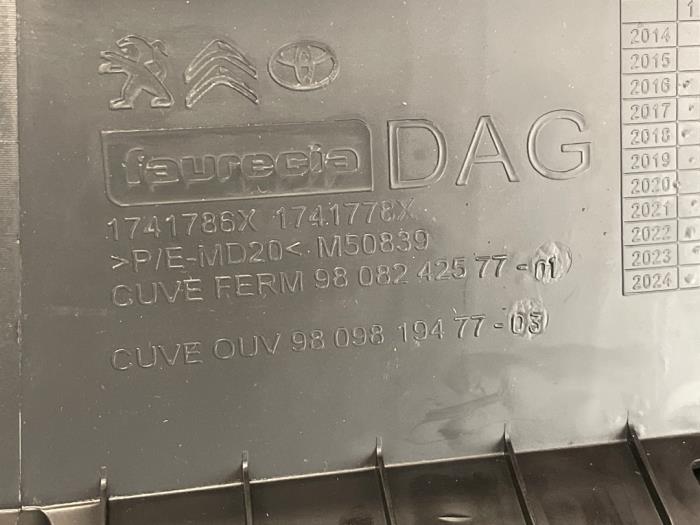 faurecia DAG
1741786X 1741778X
>P/E-MD20< M50839
CUVE FERM 98 082 425 77-01
CUVE OUV 98 098 194 77-03
1
2014
2015
2016
2017
2018
2019
2020
2021
2022
2023
2024